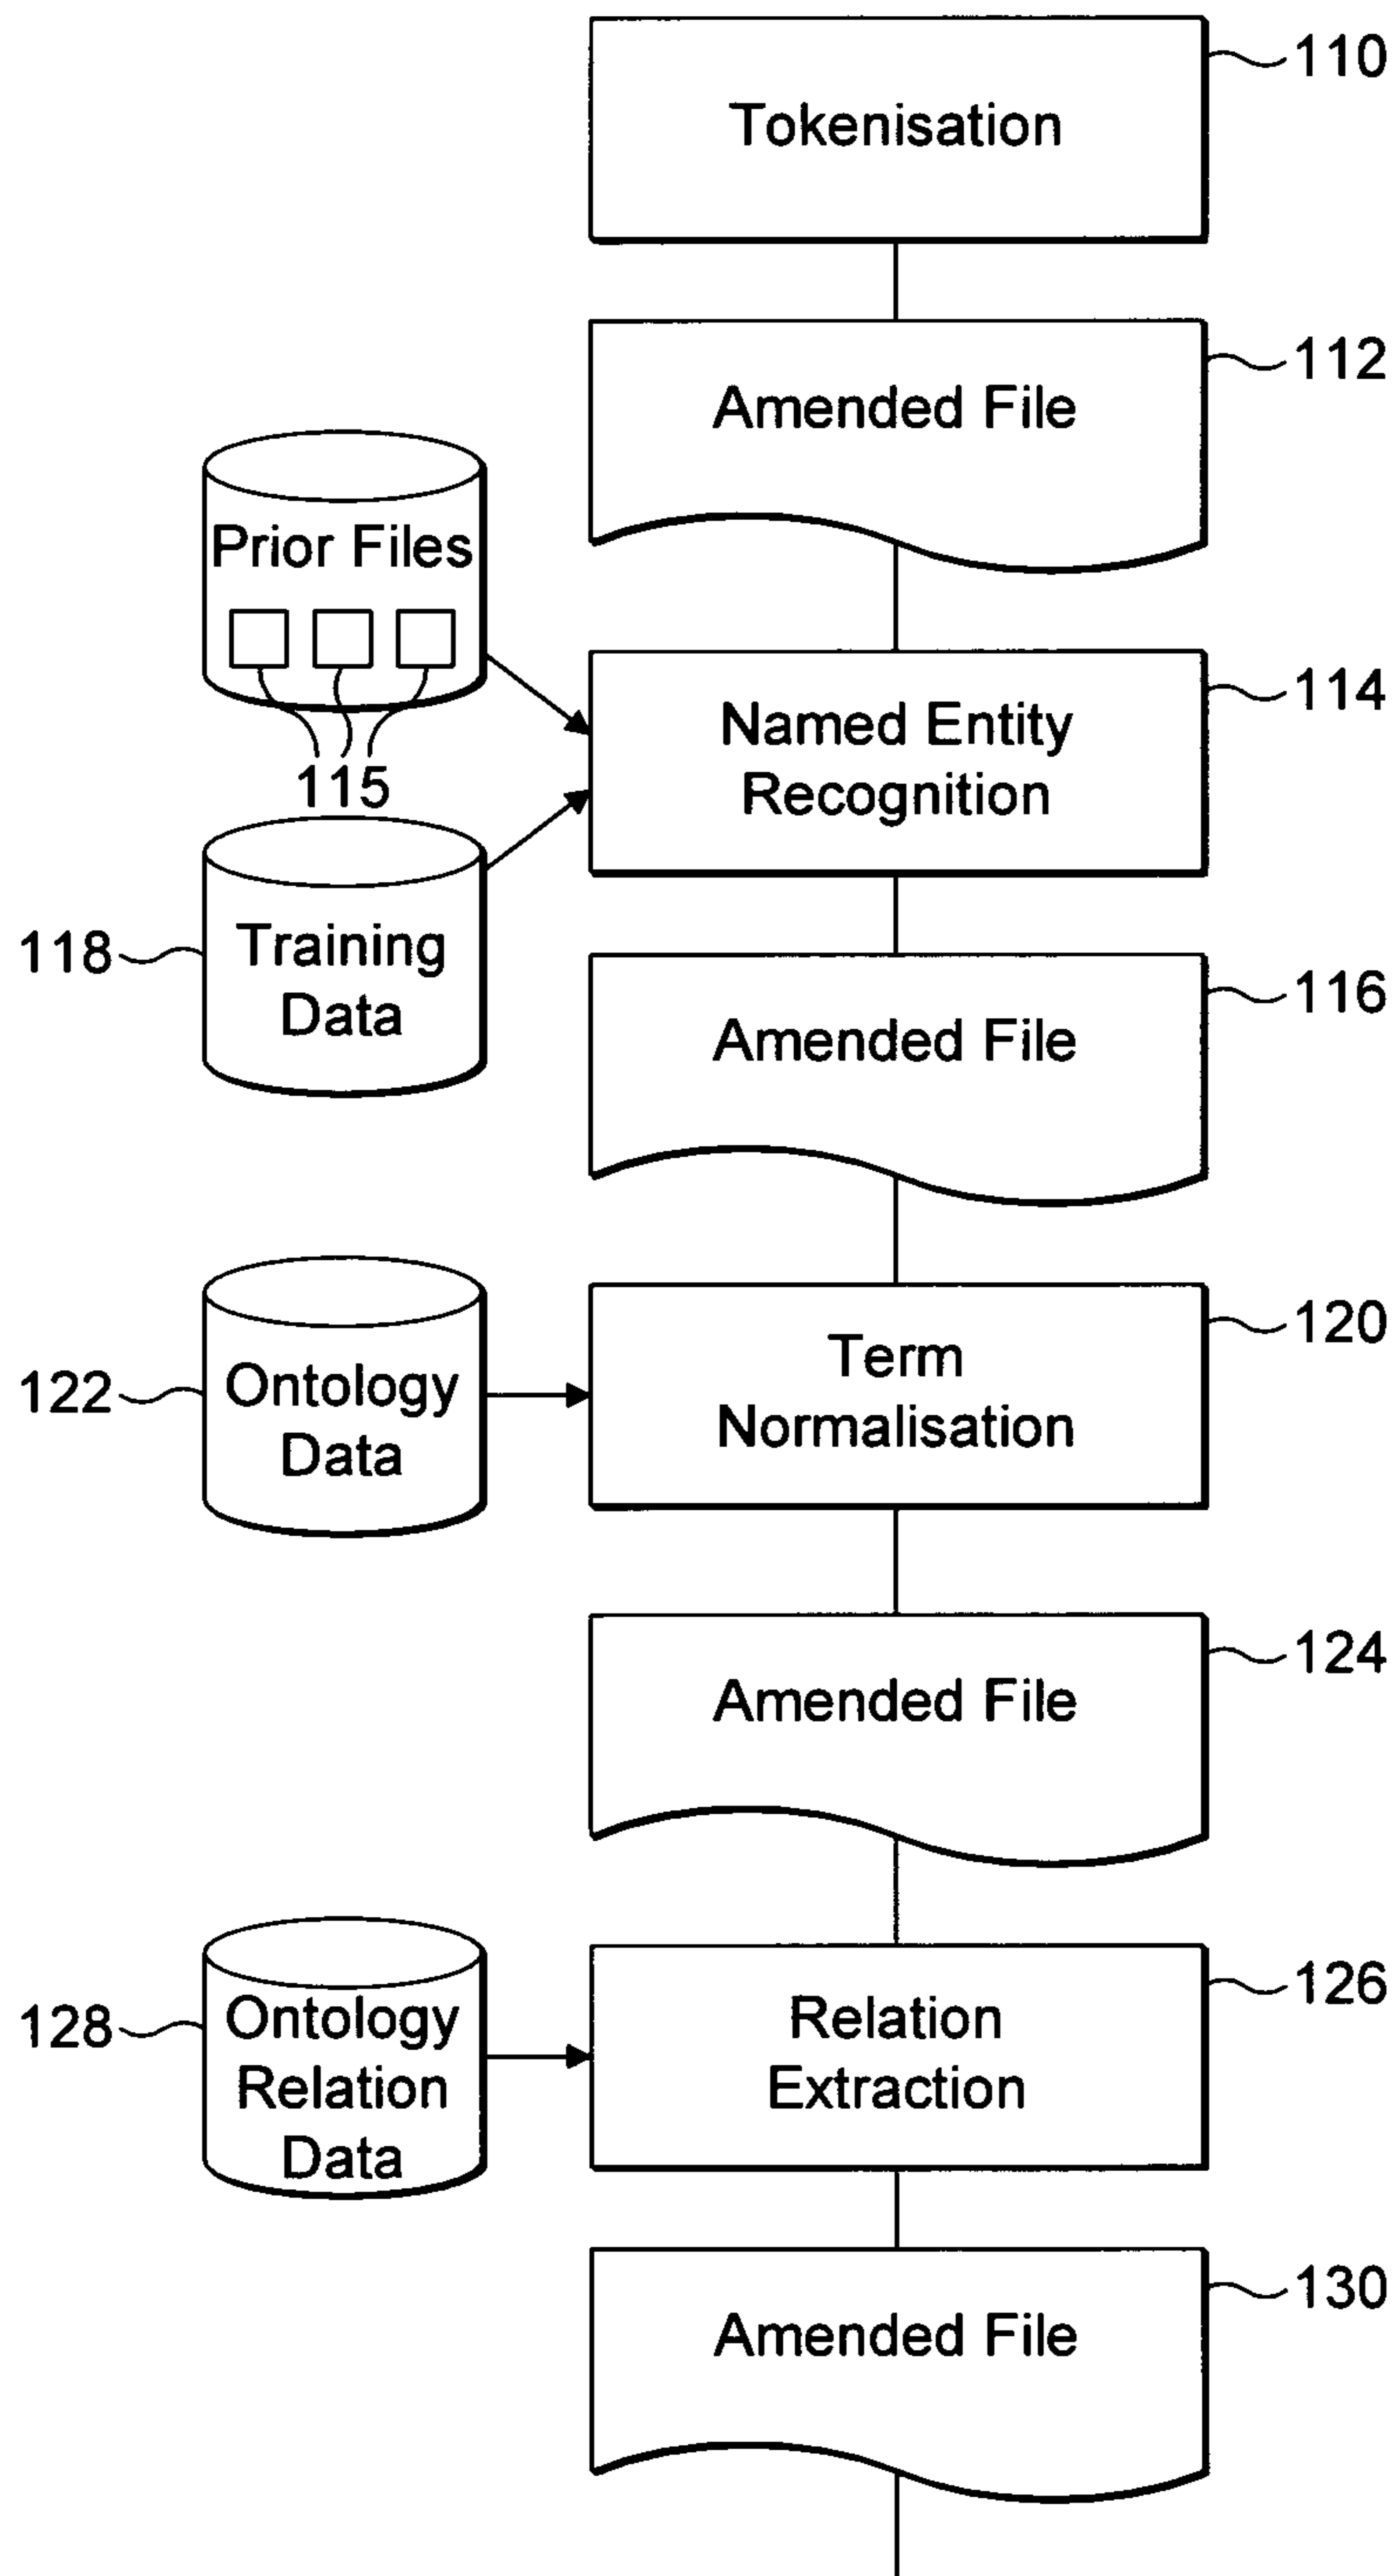 Tokenisation
110
Amended File
112
Prior Files
115
Named Entity
Recognition
114
118
Training
Data
Amended File
116
122
Ontology
Data
Term
Normalisation
120
Amended File
124
128
Ontology
Relation
Data
Relation
Extraction
126
Amended File
130